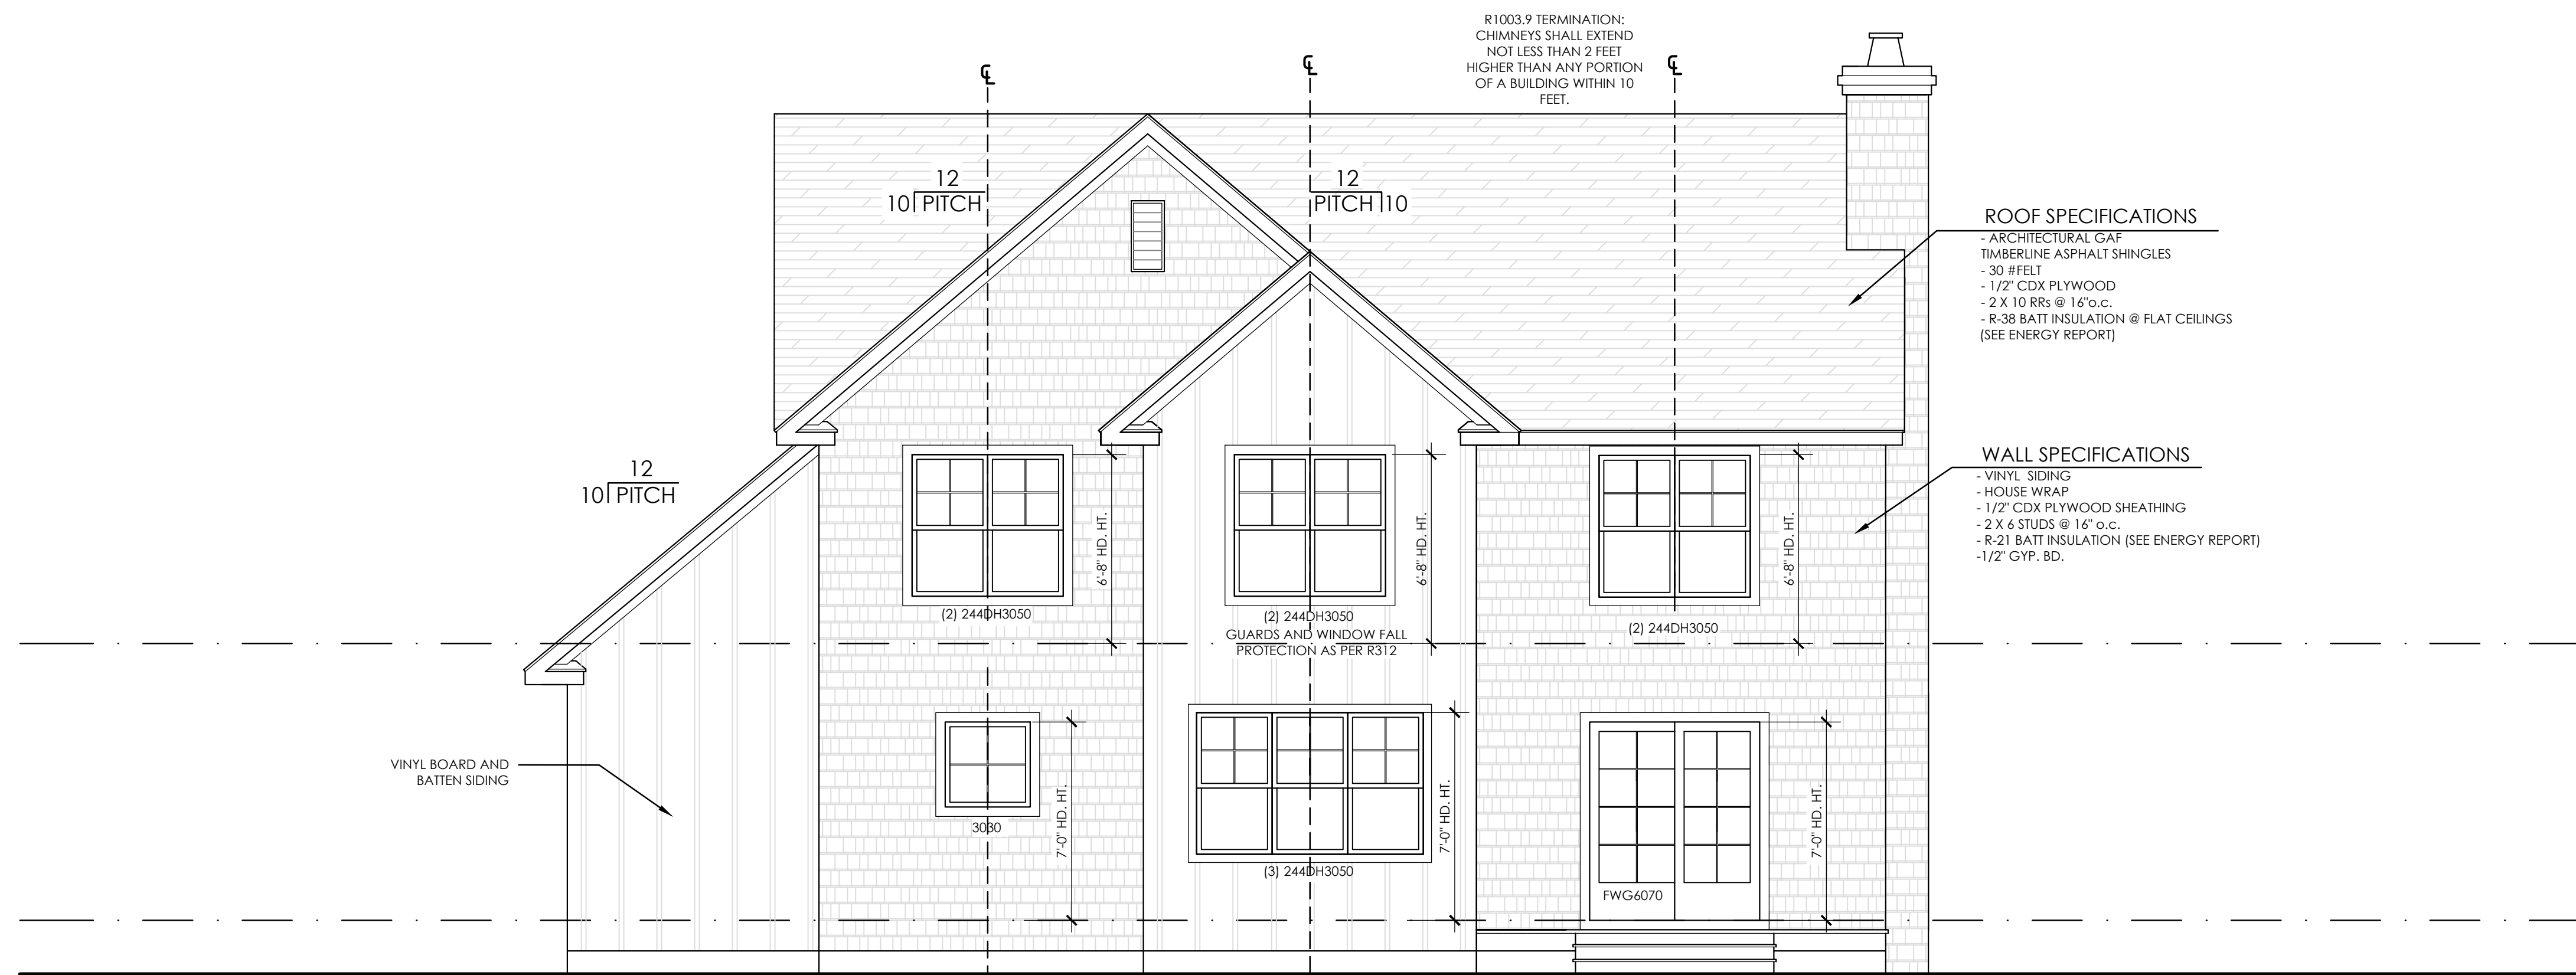 R1003.9 TERMINATION:
CHIMNEYS SHALL EXTEND
NOT LESS THAN 2 FEET
HIGHER THAN ANY PORTION
OF A BUILDING WITHIN 10
FEET.
℄
℄
℄
12
10 PITCH
12
PITCH 10
ROOF SPECIFICATIONS
- ARCHITECTURAL GAF
TIMBERLINE ASPHALT SHINGLES
- 30 #FELT
- 1/2" CDX PLYWOOD
- 2 X 10 RRs @ 16"o.c.
- R-38 BATT INSULATION @ FLAT CEILINGS
(SEE ENERGY REPORT)
12
10 PITCH
WALL SPECIFICATIONS
- VINYL SIDING
- HOUSE WRAP
- 1/2" CDX PLYWOOD SHEATHING
- 2 X 6 STUDS @ 16" o.c.
- R-21 BATT INSULATION (SEE ENERGY REPORT)
-1/2" GYP. BD.
6'-8" HD. HT.
6'-8" HD. HT.
6'-8" HD. HT.
(2) 244DH3050
(2) 244DH3050
(2) 244DH3050
GUARDS AND WINDOW FALL
PROTECTION AS PER R312
VINYL BOARD AND
BATTEN SIDING
3030
7'-0" HD. HT.
7'-0" HD. HT.
7'-0" HD. HT.
(3) 244DH3050
FWG6070